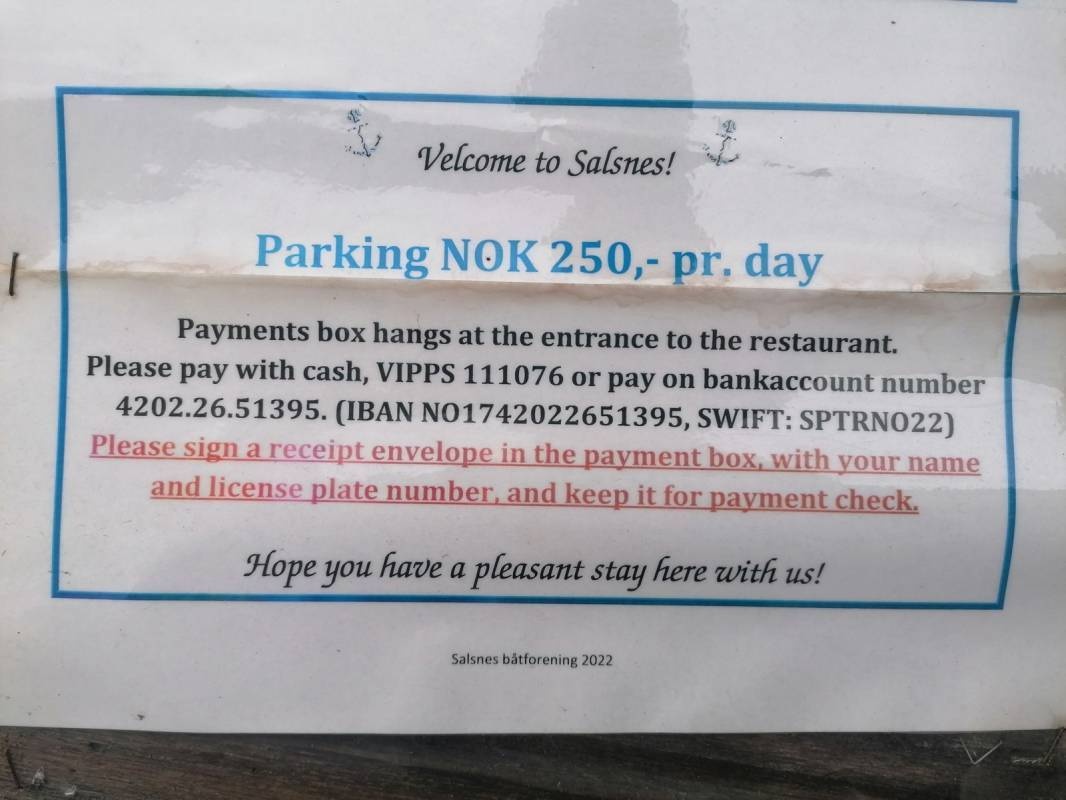 Velcome to Salsnes!
Parking NOK 250,- pr. day
Payments box hangs at the entrance to the restaurant.
Please pay with cash, VIPPS 111076 or pay on bankaccount number
4202.26.51395. (IBAN NO1742022651395, SWIFT: SPTRNO22)
Please sign a receipt envelope in the payment box, with your name
and license plate number, and keep it for payment check.
Hope you have a pleasant stay here with us!
Salsnes båtforening 2022